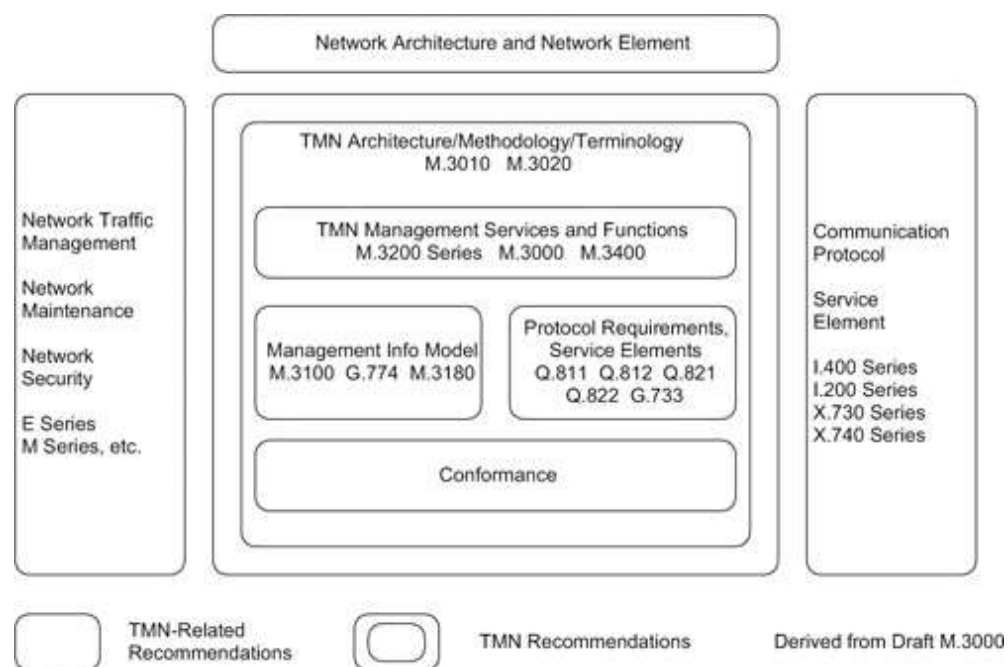 Network Architecture and Network Element
Network Traffic
Management
Network
Maintenance
Network
Security
E Series
M Series, etc.
TMN Architecture/Methodology/Terminology
M.3010 M.3020
TMN Management Services and Functions
M.3200 Series M.3000 M.3400
Management Info Model
M.3100 G.774 M.3180
Protocol Requirements,
Service Elements
Q.811 Q.812 Q.821
Q.822 G.733
Conformance
Communication
Protocol
Service
Element
I.400 Series
I.200 Series
X.730 Series
X.740 Series
TMN-Related
Recommendations
TMN Recommendations
Derived from Draft M.3000